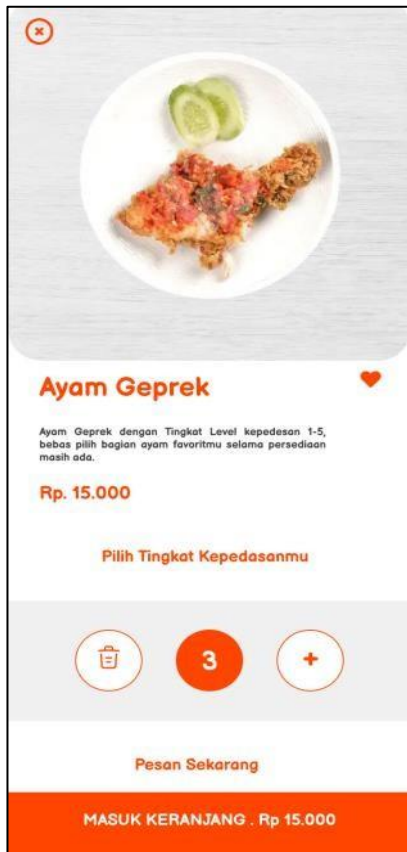 Ayam Geprek
Ayam Geprek dengan Tingkat Level kepedesan 1-5,
bebas pilih bagian ayam favoritmu selama persediaan
masih ada.
Rp. 15.000
Pilih Tingkat Kepedasanmu
3
+
Pesan Sekarang
MASUK KERANJANG . Rp 15.000